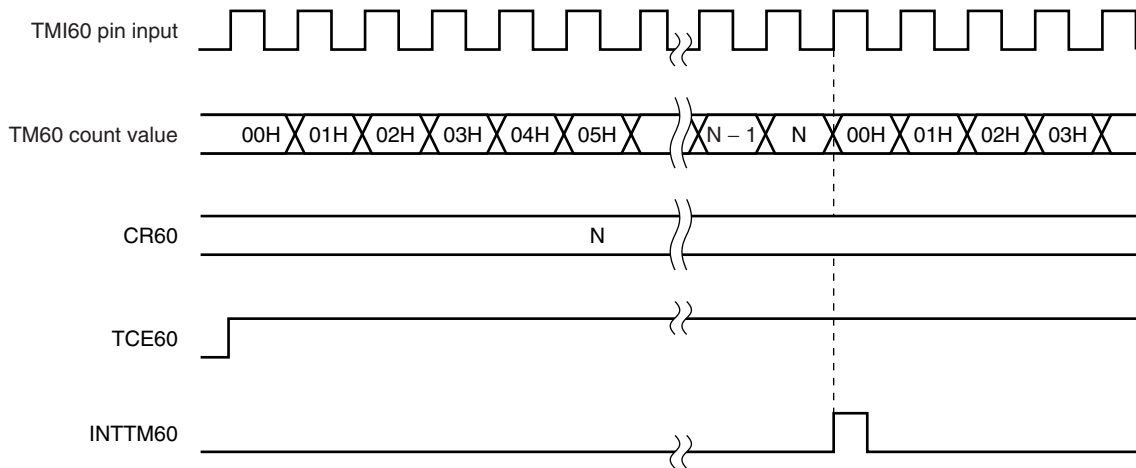 TMI60 pin input
TM60 count value 00H 01H 02H 03H 04H 05H N – 1 N 00H 01H 02H 03H
CR60 N
TCE60
INTTM60